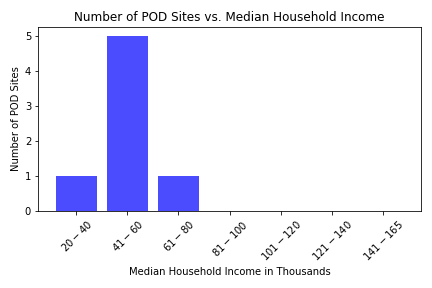 Number of POD Sites vs. Median Household Income
Number of POD Sites
5
4
3
2
1
0
20 − 40
41 − 60
61 − 80
81 − 100
101 − 120
121 − 140
141 − 165
Median Household Income in Thousands